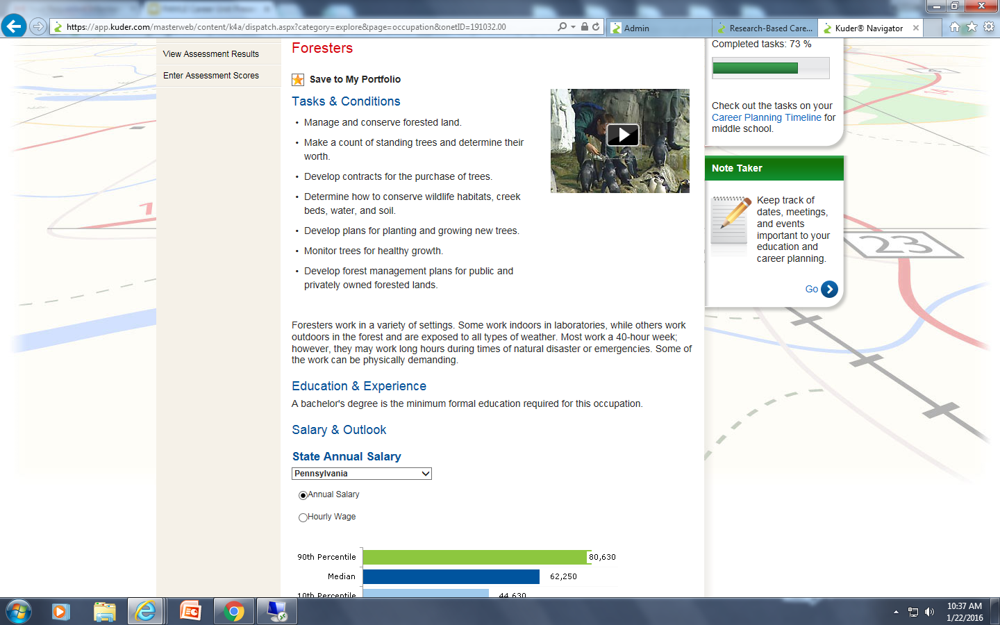 https://app.kuder.com/masterweb/content/k4a/dispatch.aspx?category=explore&page=occupation&onetID=191032.00
Admin
Research-Based Care...
Kuder® Navigator
View Assessment Results
Enter Assessment Scores
Foresters
Save to My Portfolio
Tasks & Conditions
• Manage and conserve forested land.
• Make a count of standing trees and determine their
worth.
• Develop contracts for the purchase of trees.
• Determine how to conserve wildlife habitats, creek
beds, water, and soil.
• Develop plans for planting and growing new trees.
• Monitor trees for healthy growth.
• Develop forest management plans for public and
privately owned forested lands.
Foresters work in a variety of settings. Some work indoors in laboratories, while others work
outdoors in the forest and are exposed to all types of weather. Most work a 40-hour week;
however, they may work long hours during times of natural disaster or emergencies. Some of
the work can be physically demanding.
Education & Experience
A bachelor's degree is the minimum formal education required for this occupation.
Salary & Outlook
State Annual Salary
Pennsylvania
Annual Salary
Hourly Wage
90th Percentile 80,630
Median 62,250
10th Percentile 44,630
Completed tasks: 73 %
Check out the tasks on your
Career Planning Timeline for
middle school.
Note Taker
Keep track of
dates, meetings,
and events
important to your
education and
career planning.
Go
23
10:37 AM
1/22/2016